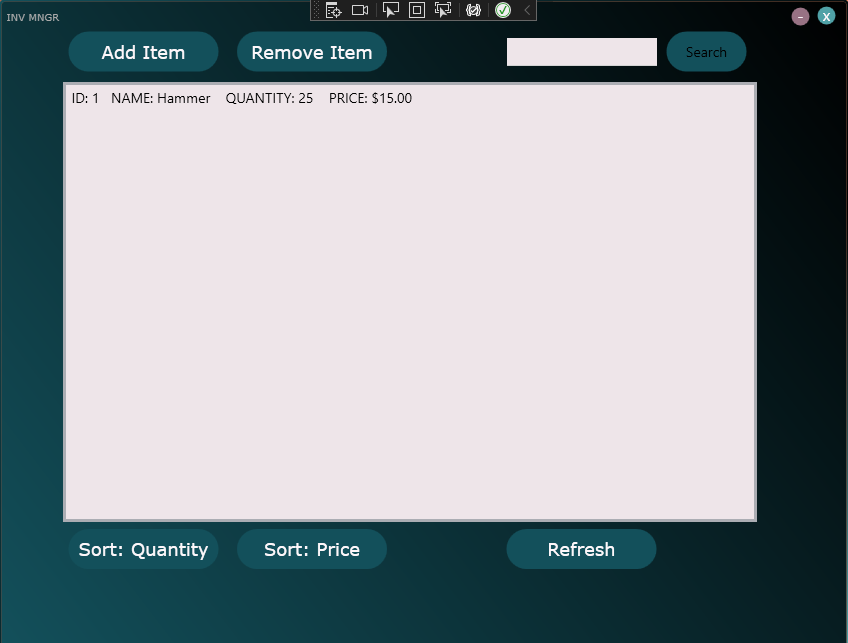 INV MNGR
– X
Add Item Remove Item Search
ID: 1 NAME: Hammer QUANTITY: 25 PRICE: $15.00
Sort: Quantity Sort: Price Refresh